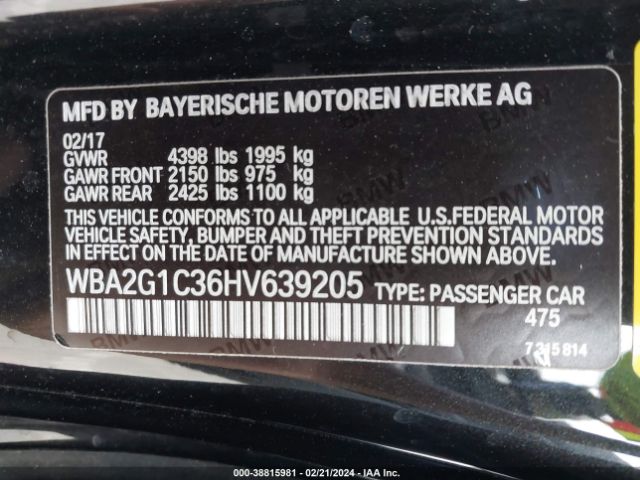 MFD BY BAYERISCHE MOTOREN WERKE AG
02/17
GVWR 4398 lbs 1995 kg
GAWR FRONT 2150 lbs 975 kg
GAWR REAR 2425 lbs 1100 kg
THIS VEHICLE CONFORMS TO ALL APPLICABLE U.S.FEDERAL MOTOR
VEHICLE SAFETY, BUMPER, AND THEFT PREVENTION STANDARDS
IN EFFECT ON THE DATE OF MANUFACTURE SHOWN ABOVE.
WBA2G1C36HV639205 TYPE: PASSENGER CAR
475
7 315 814
000-38815981 - 02/21/2024 - IAA Inc.